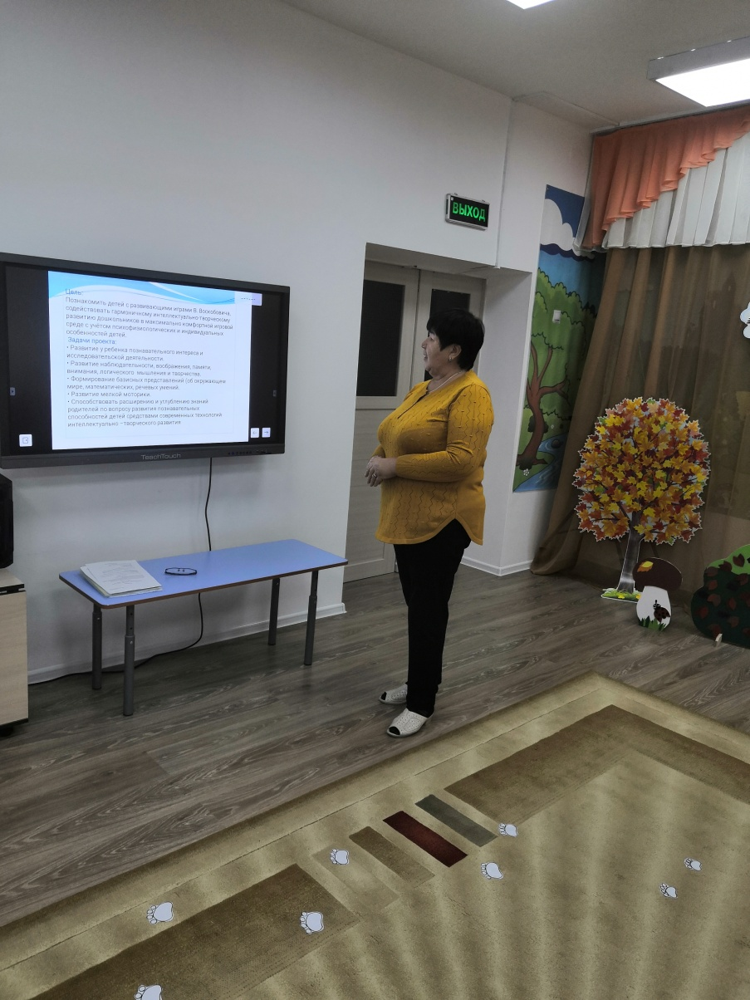 ВЫХОД
Цель:
Познакомить детей с развивающими играми В. Воскобовича,
содействовать гармоничному интеллектуально-творческому
развитию дошкольников в максимально комфортной игровой
среде с учётом психофизиологических и индивидуальных
особенностей детей.
Задачи проекта:
• Развитие у ребенка познавательного интереса и
исследовательской деятельности.
• Развитие наблюдательности, воображения, памяти,
внимания, логического мышления и творчества.
• Формирование базисных представлений (об окружающем
мире, математических, речевых умений.
• Развитие мелкой моторики.
• Способствовать расширению и углублению знаний
родителей по вопросу развития познавательных
способностей детей средствами современных технологий
интеллектуально –творческого развития
TeachTouch